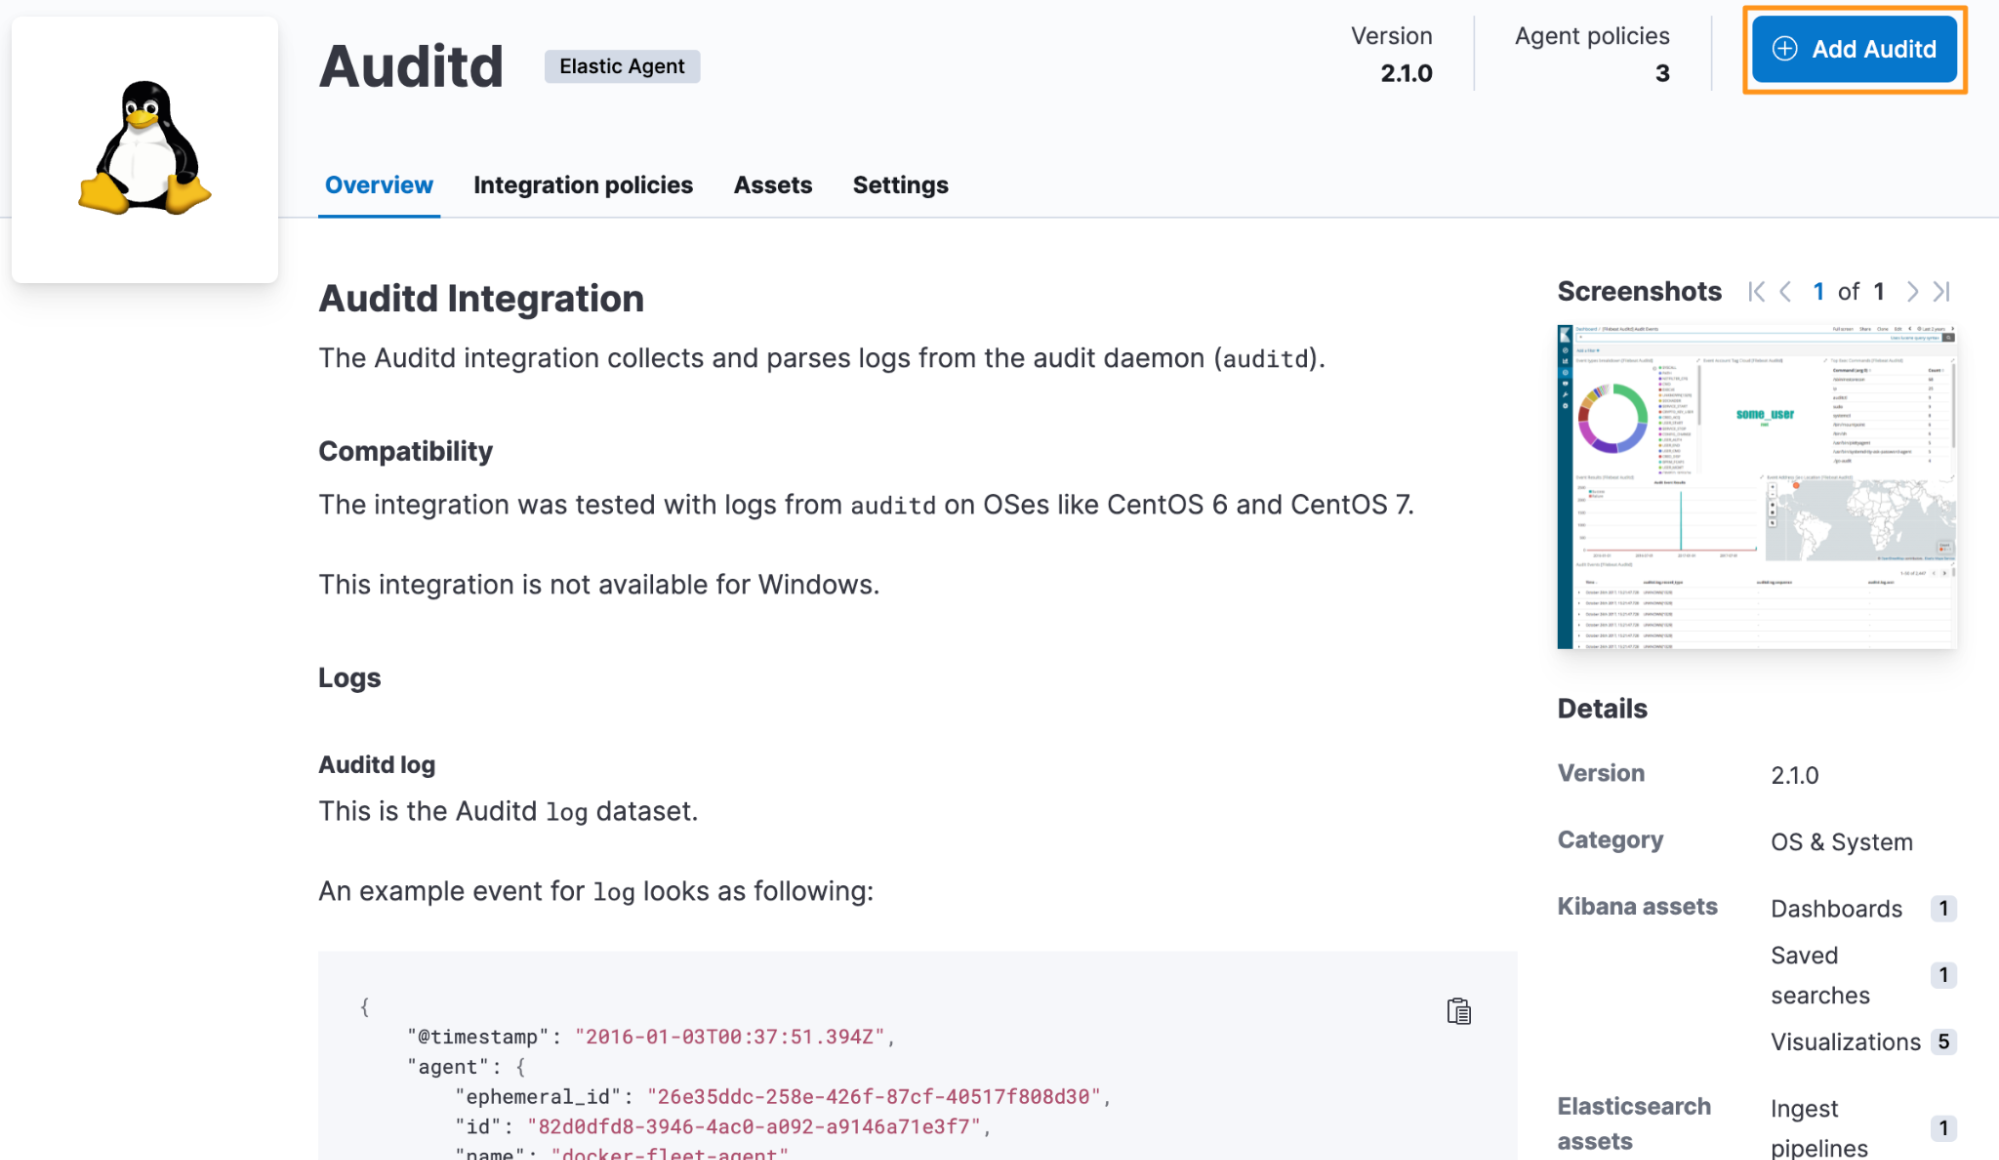 Auditd
Elastic Agent
Version
2.1.0
Agent policies
3
Add Auditd
Overview
Integration policies
Assets
Settings
Auditd Integration
The Auditd integration collects and parses logs from the audit daemon (auditd).
Compatibility
The integration was tested with logs from auditd on OSes like CentOS 6 and CentOS 7.
This integration is not available for Windows.
Logs
Auditd log
This is the Auditd log dataset.
An example event for log looks as following:
{
"@timestamp": "2016-01-03T00:37:51.394Z",
"agent": {
"ephemeral_id": "26e35ddc-258e-426f-87cf-40517f808d30",
"id": "82d0dfd8-3946-4ac0-a092-a9146a71e3f7",
"name": "docker-fleet-agent"
Screenshots
1 of 1
some_user
Details
Version 2.1.0
Category OS & System
Kibana assets Dashboards 1
Saved searches 1
Visualizations 5
Elasticsearch assets Ingest pipelines 1